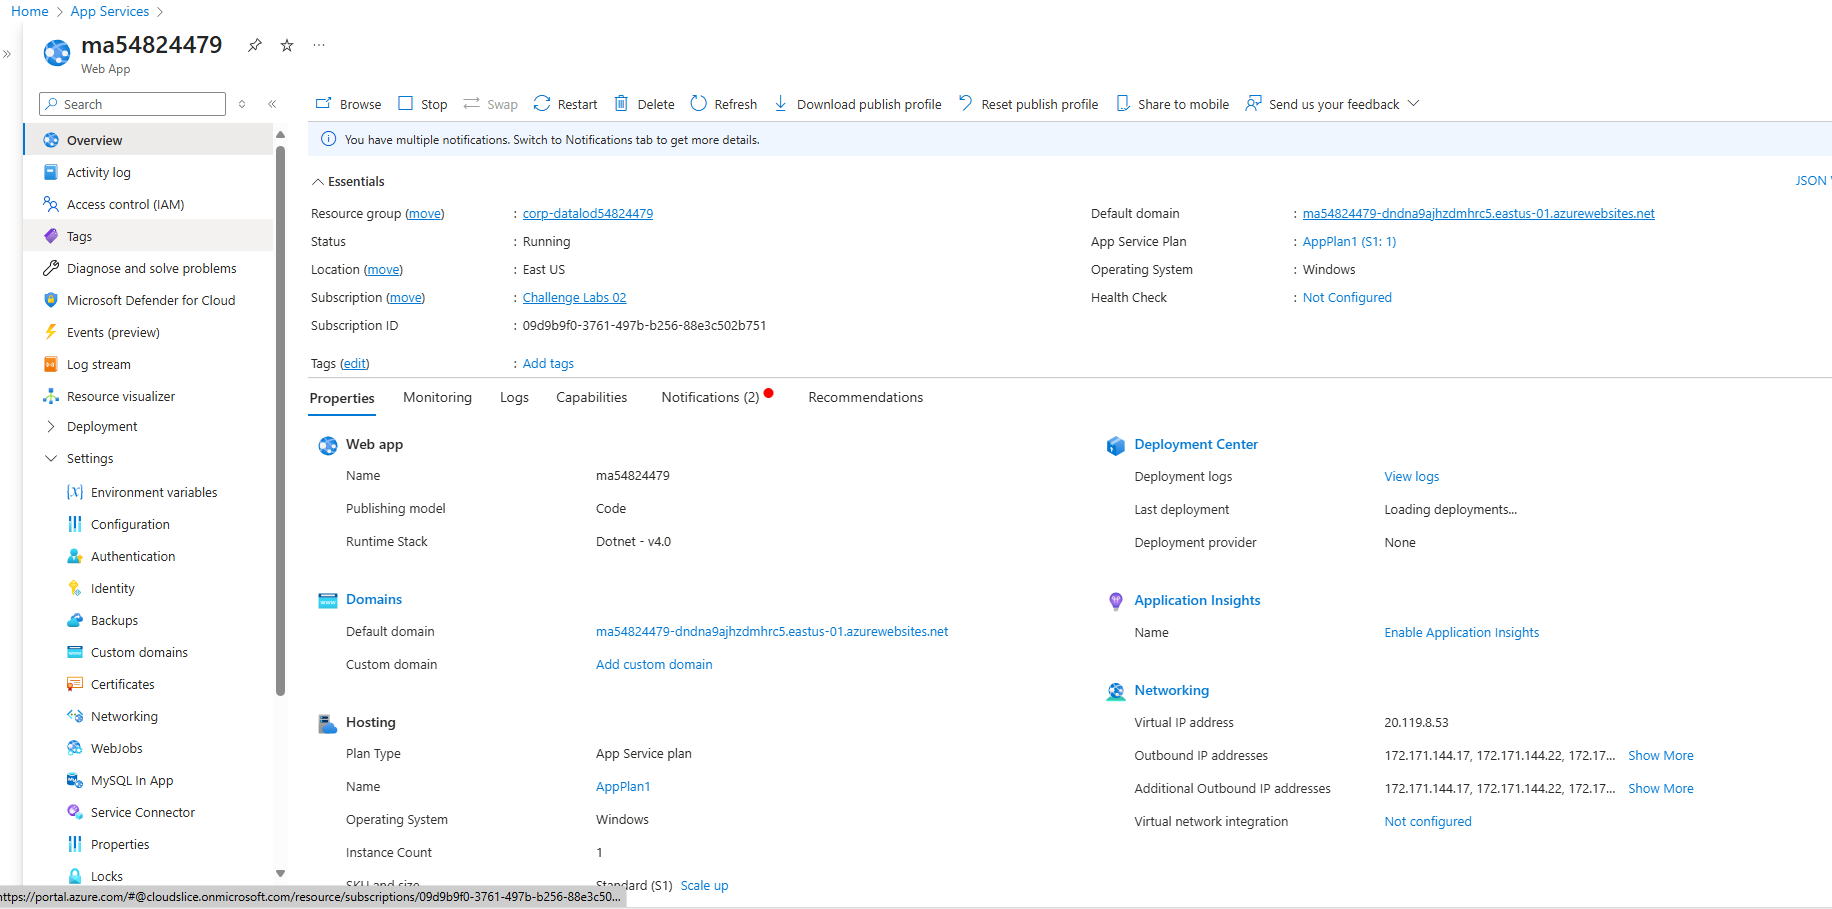 Home > App Services >
ma54824479
Web App
Search
Overview
Activity log
Access control (IAM)
Tags
Diagnose and solve problems
Microsoft Defender for Cloud
Events (preview)
Log stream
Resource visualizer
Deployment
Settings
Environment variables
Configuration
Authentication
Identity
Backups
Custom domains
Certificates
Networking
WebJobs
MySQL In App
Service Connector
Properties
Locks
Browse Stop Swap Restart Delete Refresh Download publish profile Reset publish profile Share to mobile Send us your feedback
You have multiple notifications. Switch to Notifications tab to get more details.
Essentials
JSON
Resource group (move) : corp-datalod54824479
Status : Running
Location (move) : East US
Subscription (move) : Challenge Labs 02
Subscription ID : 09d9b9f0-3761-497b-b256-88e3c502b751
Tags (edit) : Add tags
Default domain : ma54824479-dndna9ajhzdmhrc5.eastus-01.azurewebsites.net
App Service Plan : AppPlan1 (S1: 1)
Operating System : Windows
Health Check : Not Configured
Properties Monitoring Logs Capabilities Notifications (2) Recommendations
Web app
Name ma54824479
Publishing model Code
Runtime Stack Dotnet - v4.0
Domains
Default domain ma54824479-dndna9ajhzdmhrc5.eastus-01.azurewebsites.net
Custom domain Add custom domain
Hosting
Plan Type App Service plan
Name AppPlan1
Operating System Windows
Instance Count 1
SKU and size Standard (S1) Scale up
Deployment Center
Deployment logs View logs
Last deployment Loading deployments...
Deployment provider None
Application Insights
Name Enable Application Insights
Networking
Virtual IP address 20.119.8.53
Outbound IP addresses 172.171.144.17, 172.171.144.22, 172.17... Show More
Additional Outbound IP addresses 172.171.144.17, 172.171.144.22, 172.17... Show More
Virtual network integration Not configured
https://portal.azure.com/#@cloudslice.onmicrosoft.com/resource/subscriptions/09d9b9f0-3761-497b-b256-88e3c50...